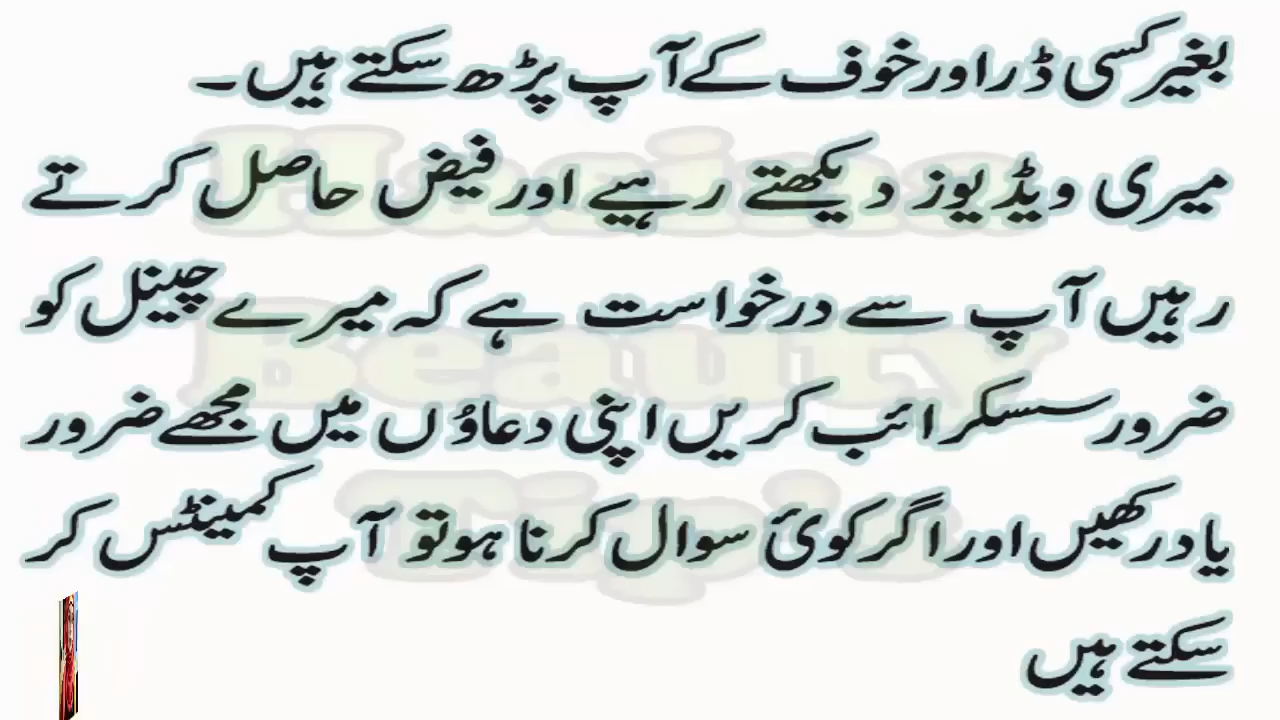 بغیر کسی ڈر اور خوف کے آپ پڑھ سکتے ہیں۔
میری ویڈیوز دیکھتے رہیے اور فیض حاصل کرتے
رہیں آپ سے درخواست ہے کہ میرے چینل کو
ضرور سسکرائب کریں اپنی دعاؤں میں مجھے ضرور
یاد رکھیں اور اگر کوئ سوال کرنا ہو تو آپ کمینٹس کر
سکتے ہیں
Beauty